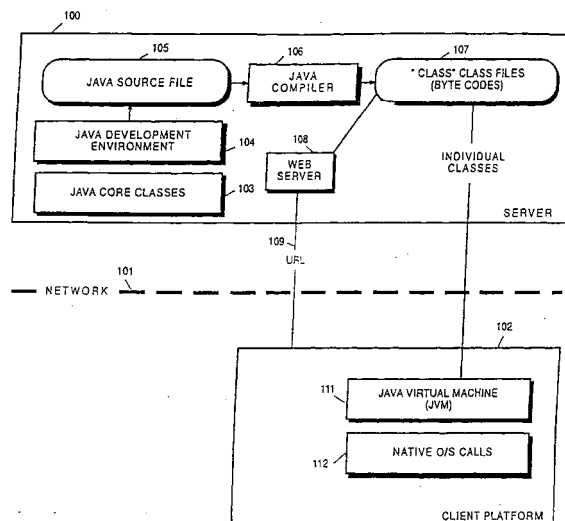 100
105
106
107
JAVA SOURCE FILE
JAVA
COMPILER
" CLASS" CLASS FILES
(BYTE CODES)
JAVA DEVELOPMENT
ENVIRONMENT
104
108
WEB
SERVER
INDIVIDUAL
CLASSES
JAVA CORE CLASSES
103
SERVER
109
URL
NETWORK
101
102
111
JAVA VIRTUAL MACHINE
(JVM)
112
NATIVE O/S CALLS
CLIENT PLATFORM